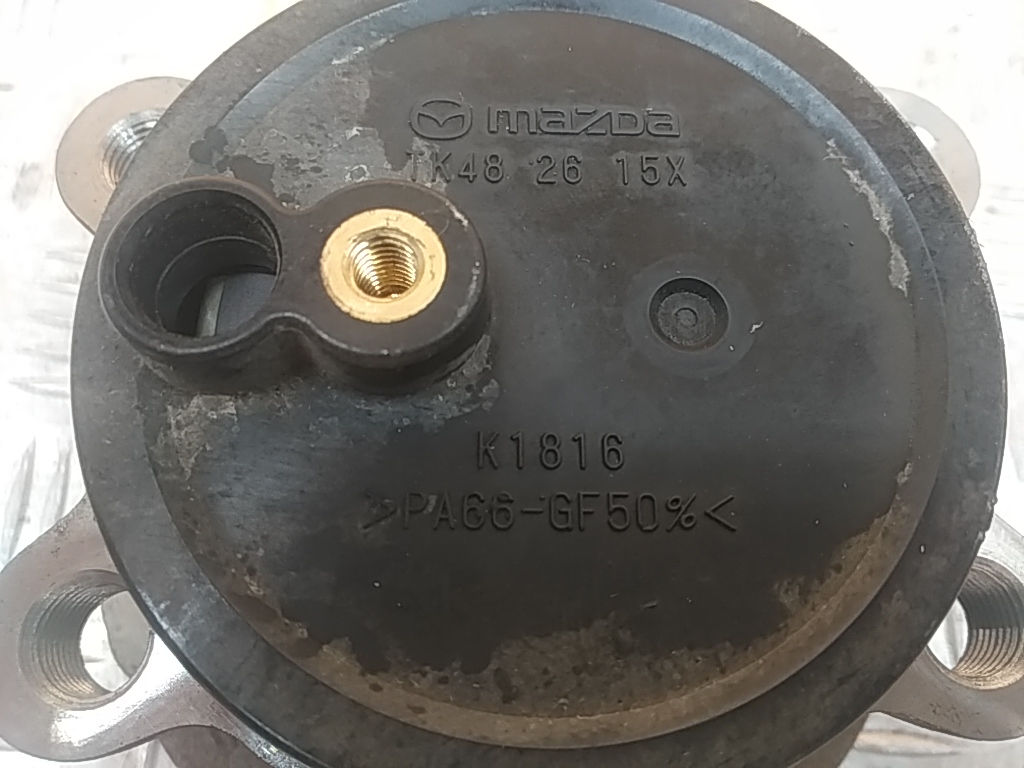 mazda
TK48 26 15X
K1816
>PA66-GF50%<